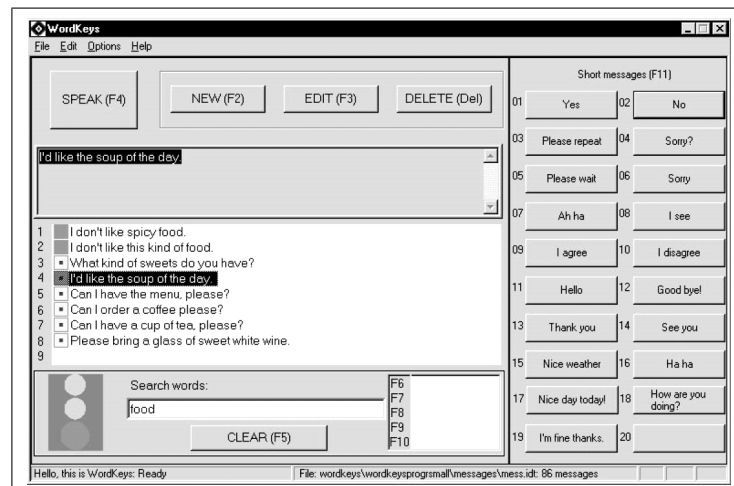 WordKeys
File Edit Options Help
SPEAK (F4) NEW (F2) EDIT (F3) DELETE (Del)
I'd like the soup of the day.
1 I don't like spicy food.
2 I don't like this kind of food.
3 What kind of sweets do you have?
4 I'd like the soup of the day.
5 Can I have the menu, please?
6 Can I order a coffee please?
7 Can I have a cup of tea, please?
8 Please bring a glass of sweet white wine.
9
Search words:
food
CLEAR (F5)
F6
F7
F8
F9
F10
Short messages (F11)
01 Yes 02 No
03 Please repeat 04 Sorry?
05 Please wait 06 Sorry
07 Ah ha 08 I see
09 I agree 10 I disagree
11 Hello 12 Good bye!
13 Thank you 14 See you
15 Nice weather 16 Ha ha
17 Nice day today! 18 How are you
doing?
19 I'm fine thanks. 20
Hello, this is WordKeys: Ready File: wordkeys\wordkeysprogrsmall\messages\mess.idt: 86 messages